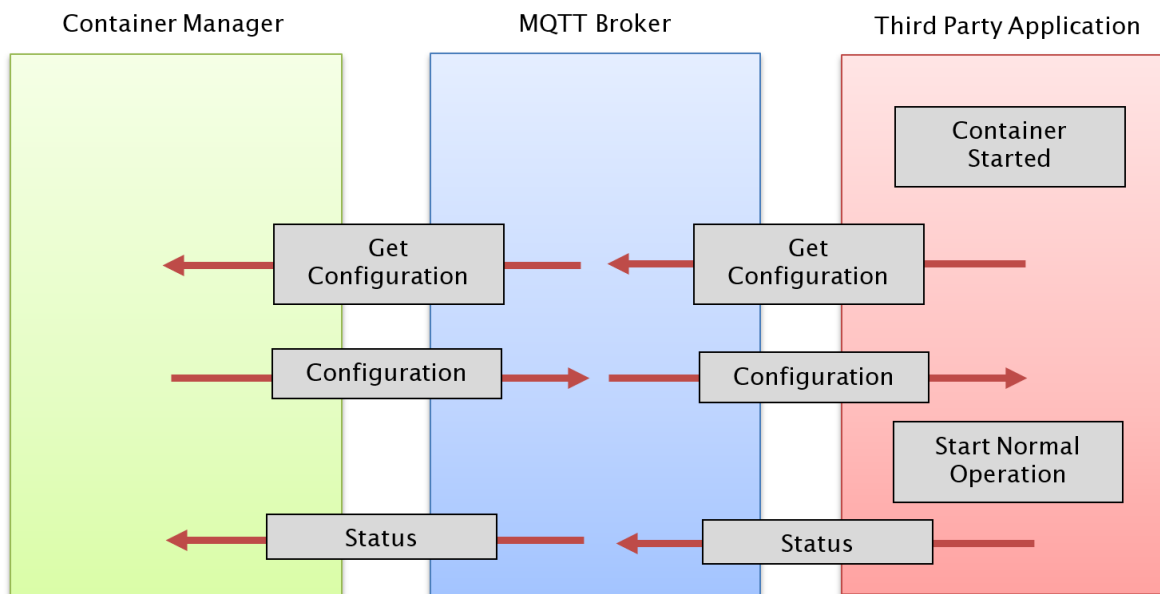 Container Manager
MQTT Broker
Third Party Application
Container
Started
Get
Configuration
Get
Configuration
Configuration
Configuration
Start Normal
Operation
Status
Status